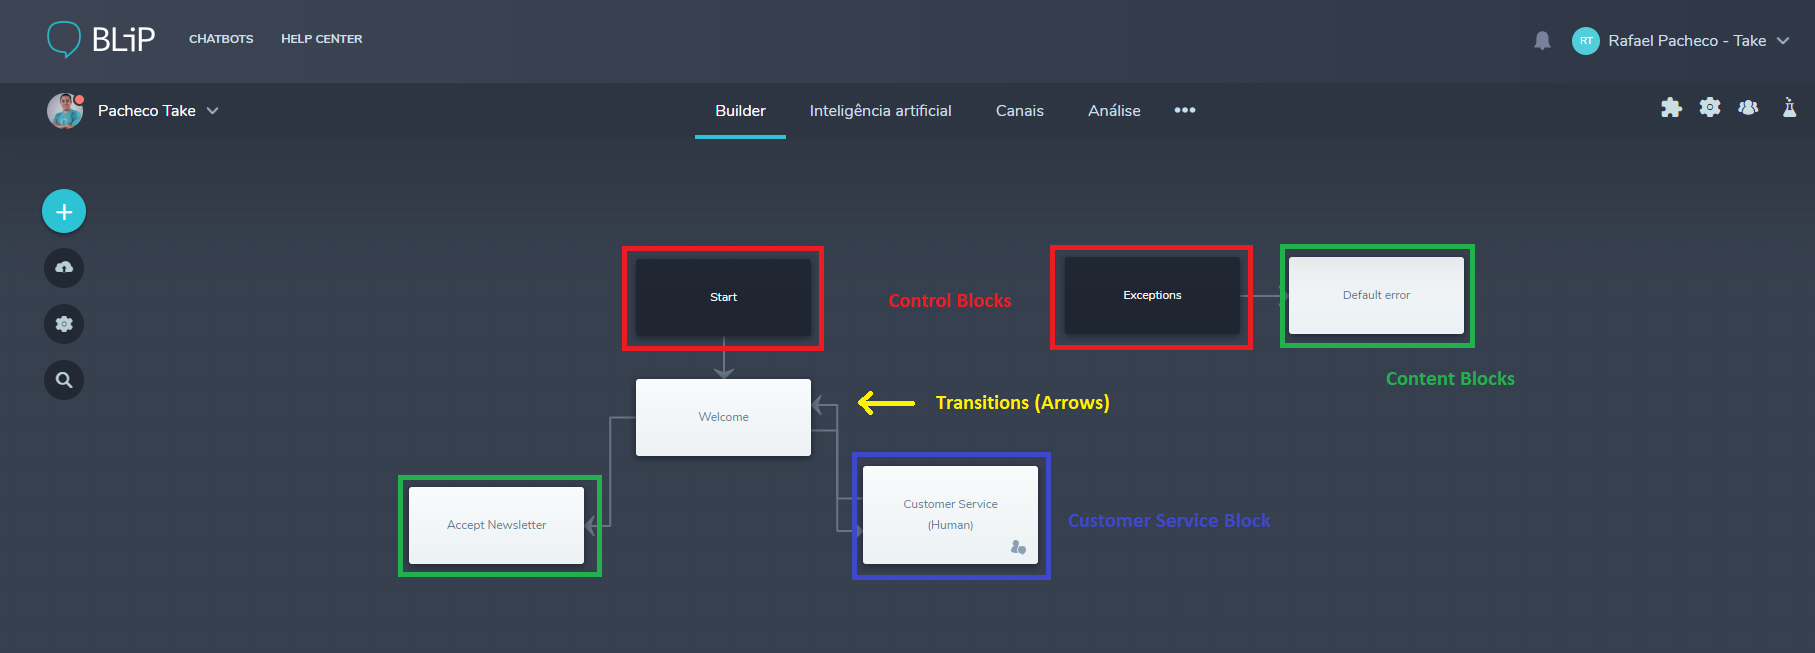 BLiP
CHATBOTS
HELP CENTER
RT
Rafael Pacheco - Take
Pacheco Take
Builder
Inteligência artificial
Canais
Análise
Start
Control Blocks
Exceptions
Default error
Content Blocks
Welcome
Transitions (Arrows)
Accept Newsletter
Customer Service
(Human)
Customer Service Block